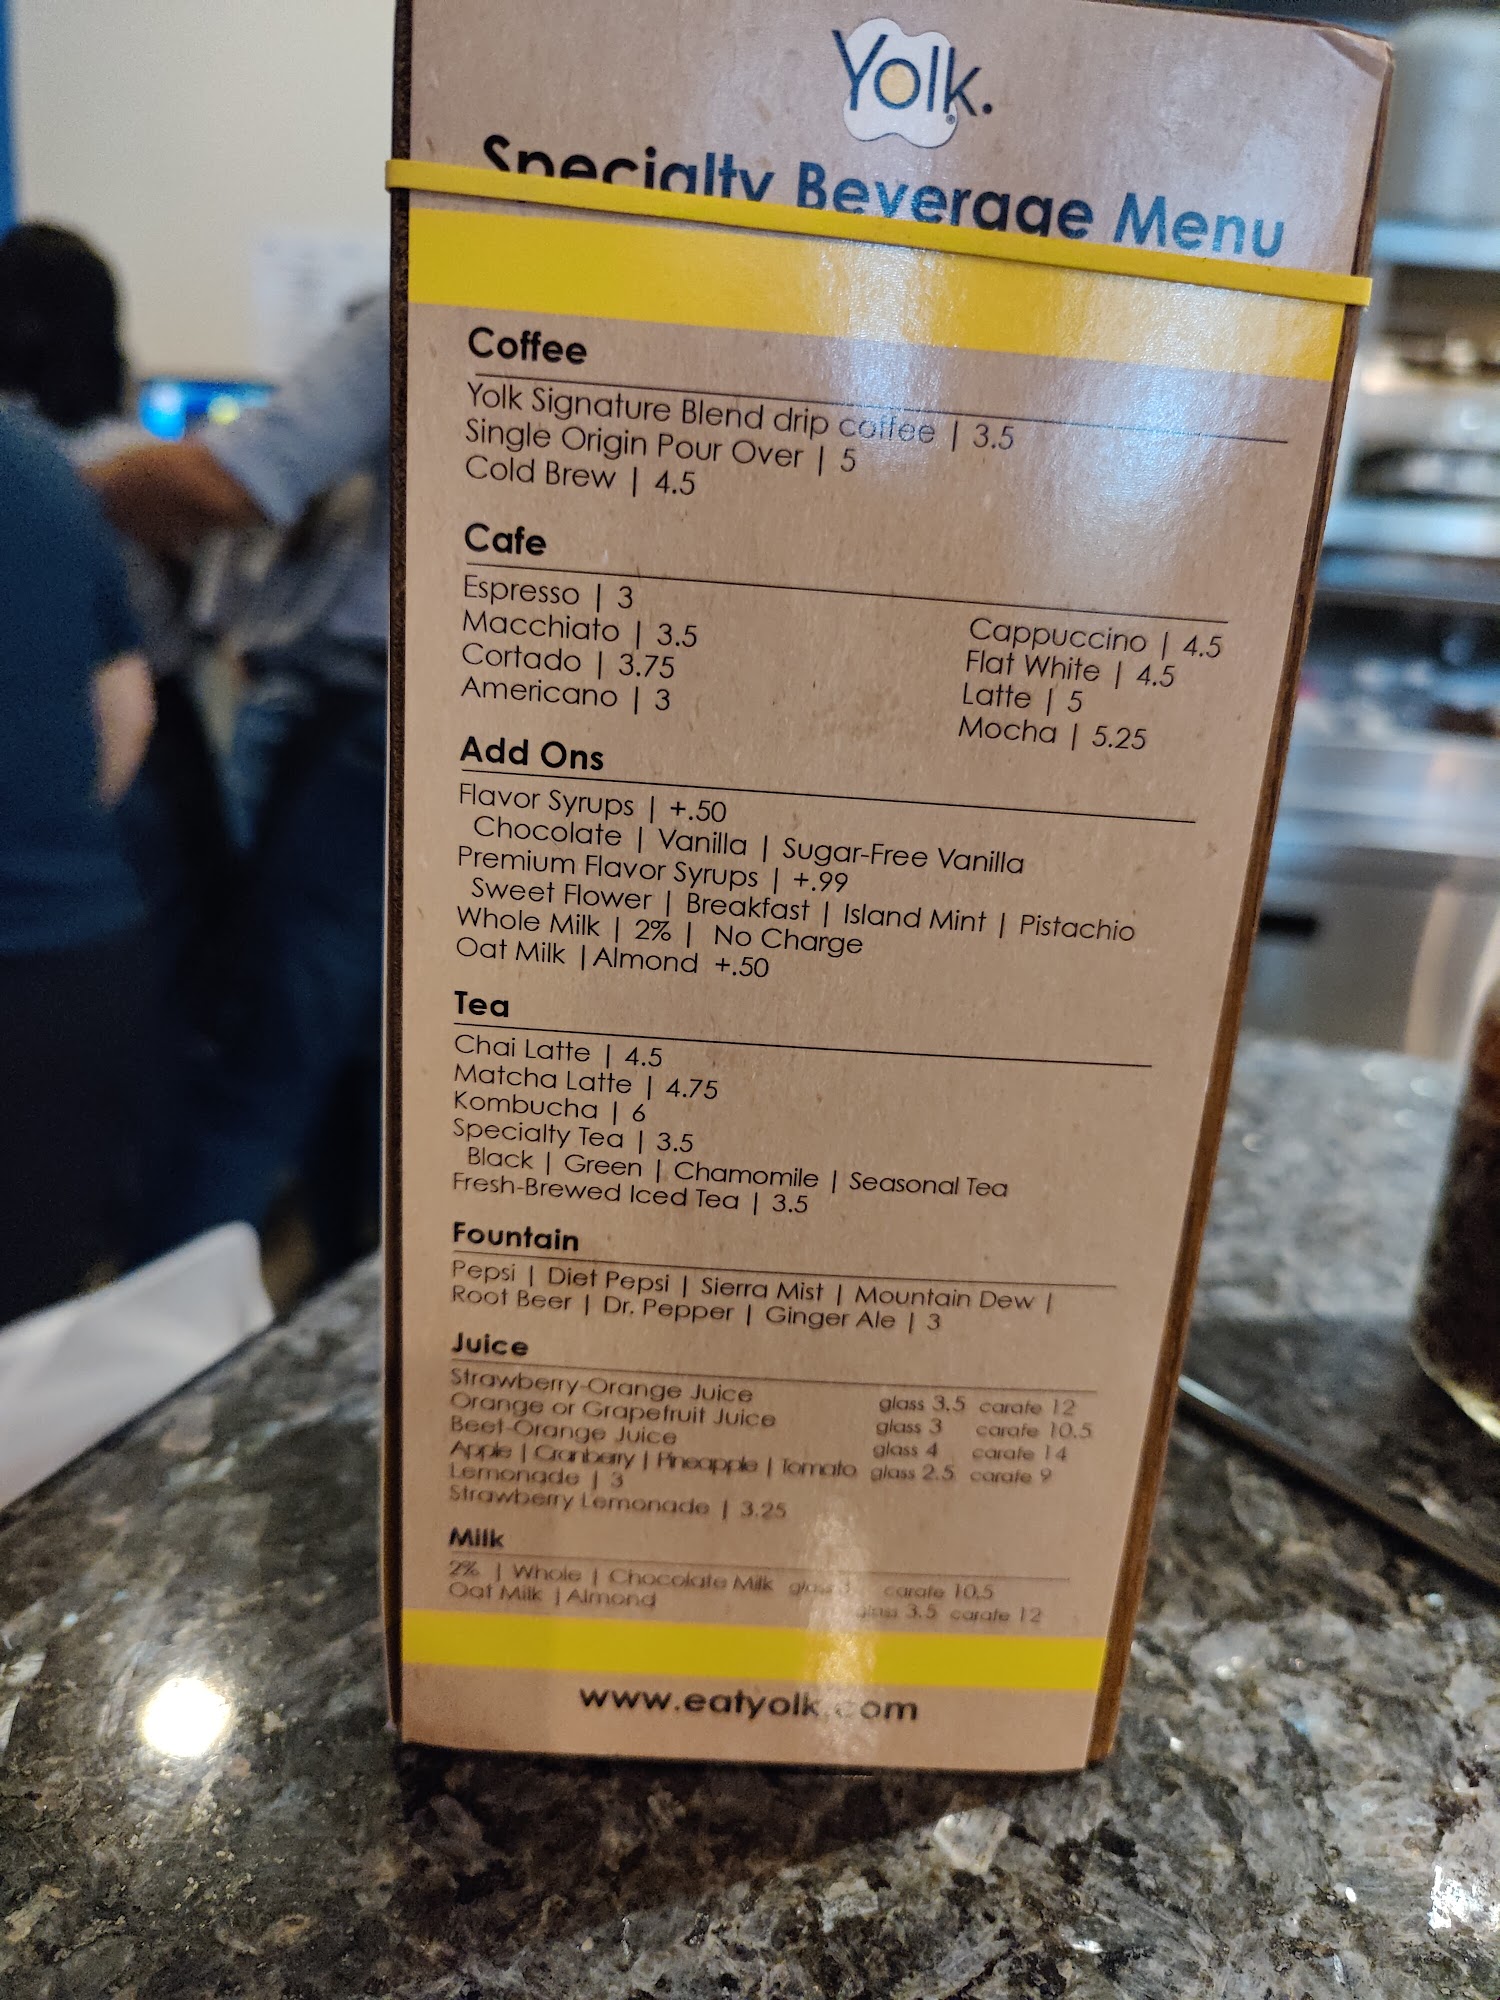 Yolk.
Specialty Beverage Menu
Coffee
Yolk Signature Blend drip coffee | 3.5
Single Origin Pour Over | 5
Cold Brew | 4.5
Cafe
Espresso | 3
Macchiato | 3.5
Cortado | 3.75
Americano | 3
Cappuccino | 4.5
Flat White | 4.5
Latte | 5
Mocha | 5.25
Add Ons
Flavor Syrups | +.50
Chocolate | Vanilla | Sugar-Free Vanilla
Premium Flavor Syrups | +.99
Sweet Flower | Breakfast | Island Mint | Pistachio
Whole Milk | 2% | No Charge
Oat Milk | Almond +.50
Tea
Chai Latte | 4.5
Matcha Latte | 4.75
Kombucha | 6
Specialty Tea | 3.5
Black | Green | Chamomile | Seasonal Tea
Fresh-Brewed Iced Tea | 3.5
Fountain
Pepsi | Diet Pepsi | Sierra Mist | Mountain Dew |
Root Beer | Dr. Pepper | Ginger Ale | 3
Juice
Strawberry-Orange Juice glass 3.5 carafe 12
Orange or Grapefruit Juice glass 3 carafe 10.5
Beet-Orange Juice glass 4 carafe 14
Apple | Cranberry | Pineapple | Tomato glass 2.5 carafe 9
Lemonade | 3
Strawberry Lemonade | 3.25
Milk
2% | Whole | Chocolate Milk glass 3 carafe 10.5
Oat Milk | Almond glass 3.5 carafe 12
www.eatyolk.com